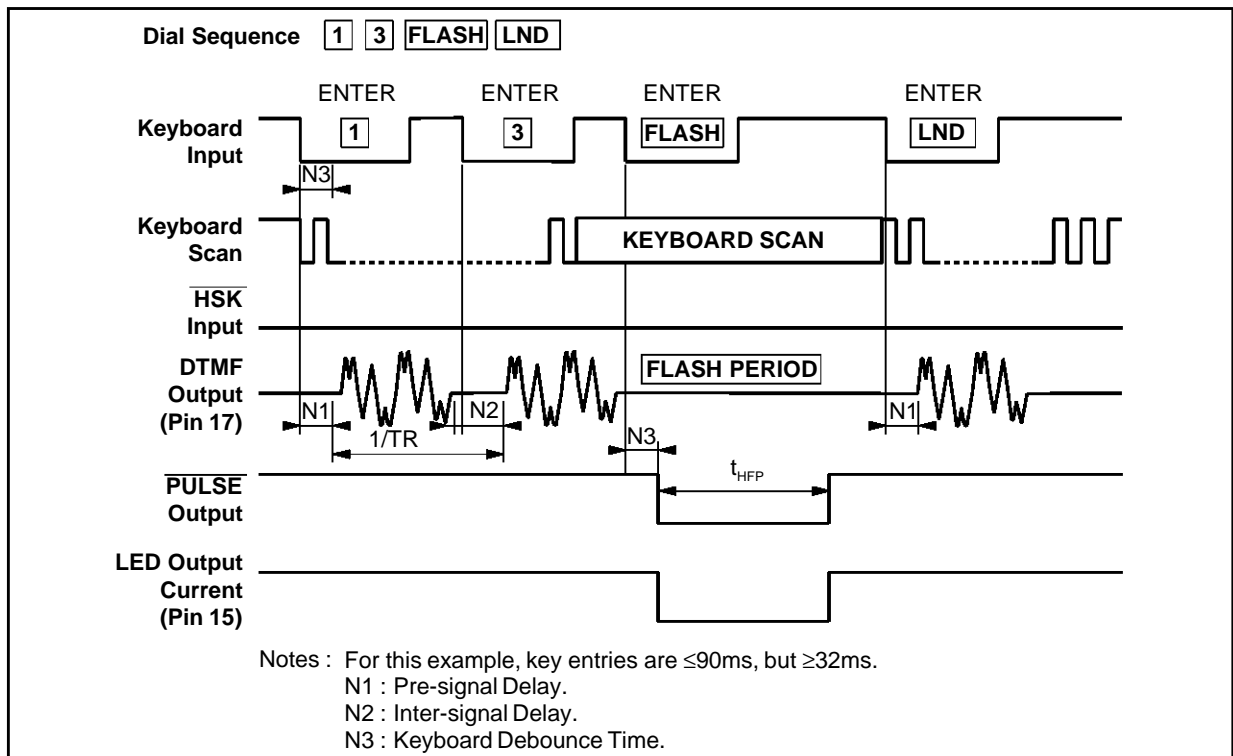 Dial Sequence 1 3 FLASH LND
ENTER ENTER ENTER ENTER
Keyboard Input
1 3 FLASH LND
N3
Keyboard Scan
KEYBOARD SCAN
HSK Input
DTMF Output (Pin 17)
FLASH PERIOD
N1 N2 N1
1/TR
N3
tHFP
PULSE Output
LED Output Current (Pin 15)
Notes : For this example, key entries are ≤90ms, but ≥32ms.
N1 : Pre-signal Delay.
N2 : Inter-signal Delay.
N3 : Keyboard Debounce Time.